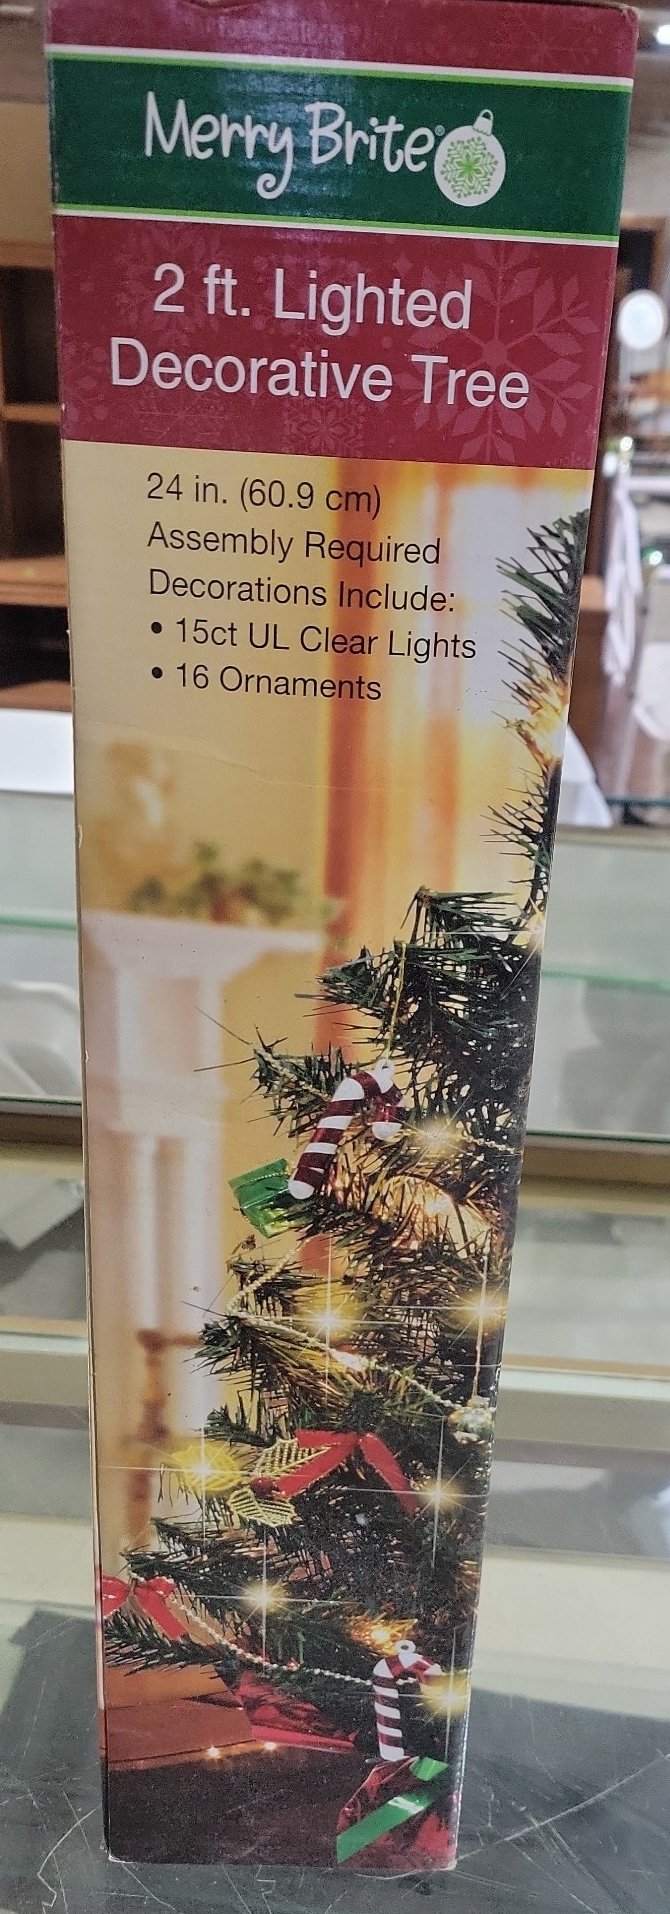 Merry Brite®
2 ft. Lighted
Decorative Tree
24 in. (60.9 cm)
Assembly Required
Decorations Include:
• 15ct UL Clear Lights
• 16 Ornaments